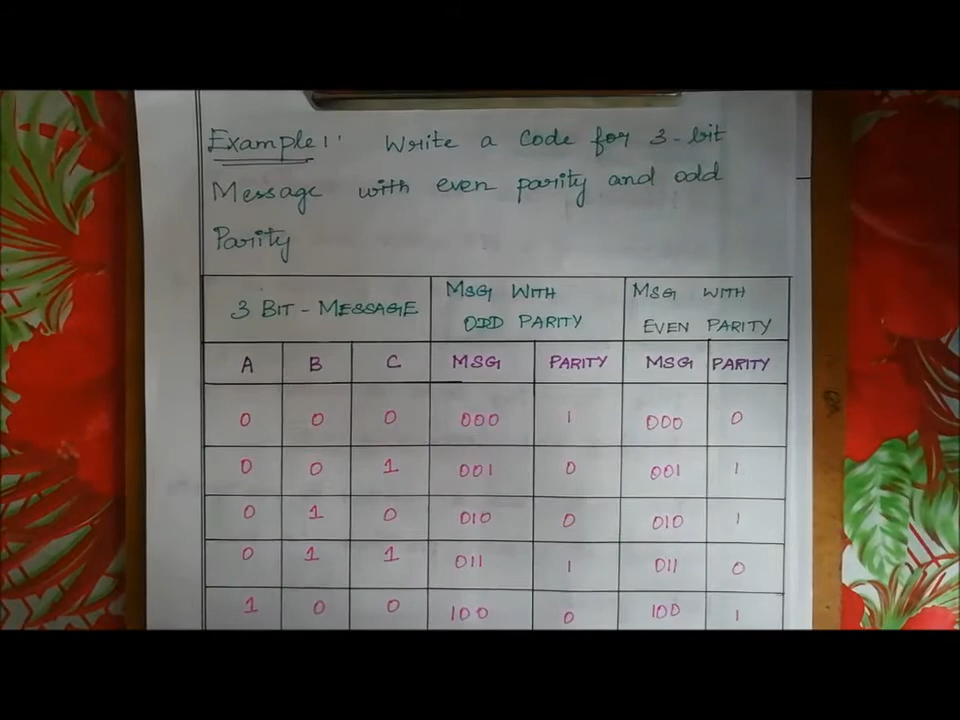 Example 1: Write a Code for 3-bit
Message with even parity and odd
Parity
3 BIT - MESSAGE MSG WITH ODD PARITY MSG WITH EVEN PARITY
A B C MSG PARITY MSG PARITY
0 0 0 000 1 000 0
0 0 1 001 0 001 1
0 1 0 010 0 010 1
0 1 1 011 1 011 0
1 0 0 100 0 100 1